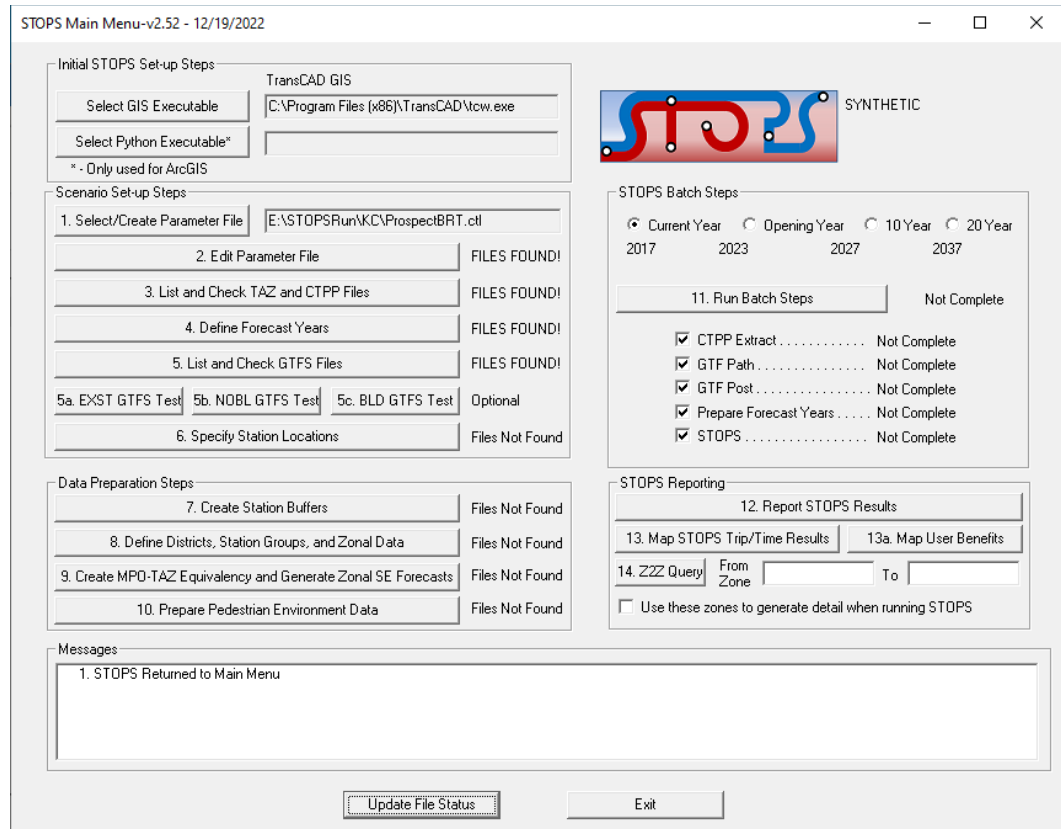 STOPS Main Menu-v2.52 - 12/19/2022
Initial STOPS Set-up Steps
TransCAD GIS
Select GIS Executable
C:\Program Files (x86)\TransCAD\tcw.exe
Select Python Executable*
* - Only used for ArcGIS
STOPS
SYNTHETIC
Scenario Set-up Steps
1. Select/Create Parameter File
E:\STOPSRun\KC\ProspectBRT.ctl
2. Edit Parameter File
FILES FOUND!
3. List and Check TAZ and CTPP Files
FILES FOUND!
4. Define Forecast Years
FILES FOUND!
5. List and Check GTFS Files
FILES FOUND!
5a. EXST GTFS Test
5b. NOBL GTFS Test
5c. BLD GTFS Test
Optional
6. Specify Station Locations
Files Not Found
STOPS Batch Steps
Current Year
Opening Year
10 Year
20 Year
2017
2023
2027
2037
11. Run Batch Steps
Not Complete
CTPP Extract . . . . . . . . . . . . Not Complete
GTF Path . . . . . . . . . . . . . . . Not Complete
GTF Post . . . . . . . . . . . . . . . Not Complete
Prepare Forecast Years . . . . . Not Complete
STOPS . . . . . . . . . . . . . . . . . Not Complete
Data Preparation Steps
7. Create Station Buffers
Files Not Found
8. Define Districts, Station Groups, and Zonal Data
Files Not Found
9. Create MPO-TAZ Equivalency and Generate Zonal SE Forecasts
Files Not Found
10. Prepare Pedestrian Environment Data
Files Not Found
STOPS Reporting
12. Report STOPS Results
13. Map STOPS Trip/Time Results
13a. Map User Benefits
14. Z2Z Query
From
Zone
To
Use these zones to generate detail when running STOPS
Messages
1. STOPS Returned to Main Menu
Update File Status
Exit